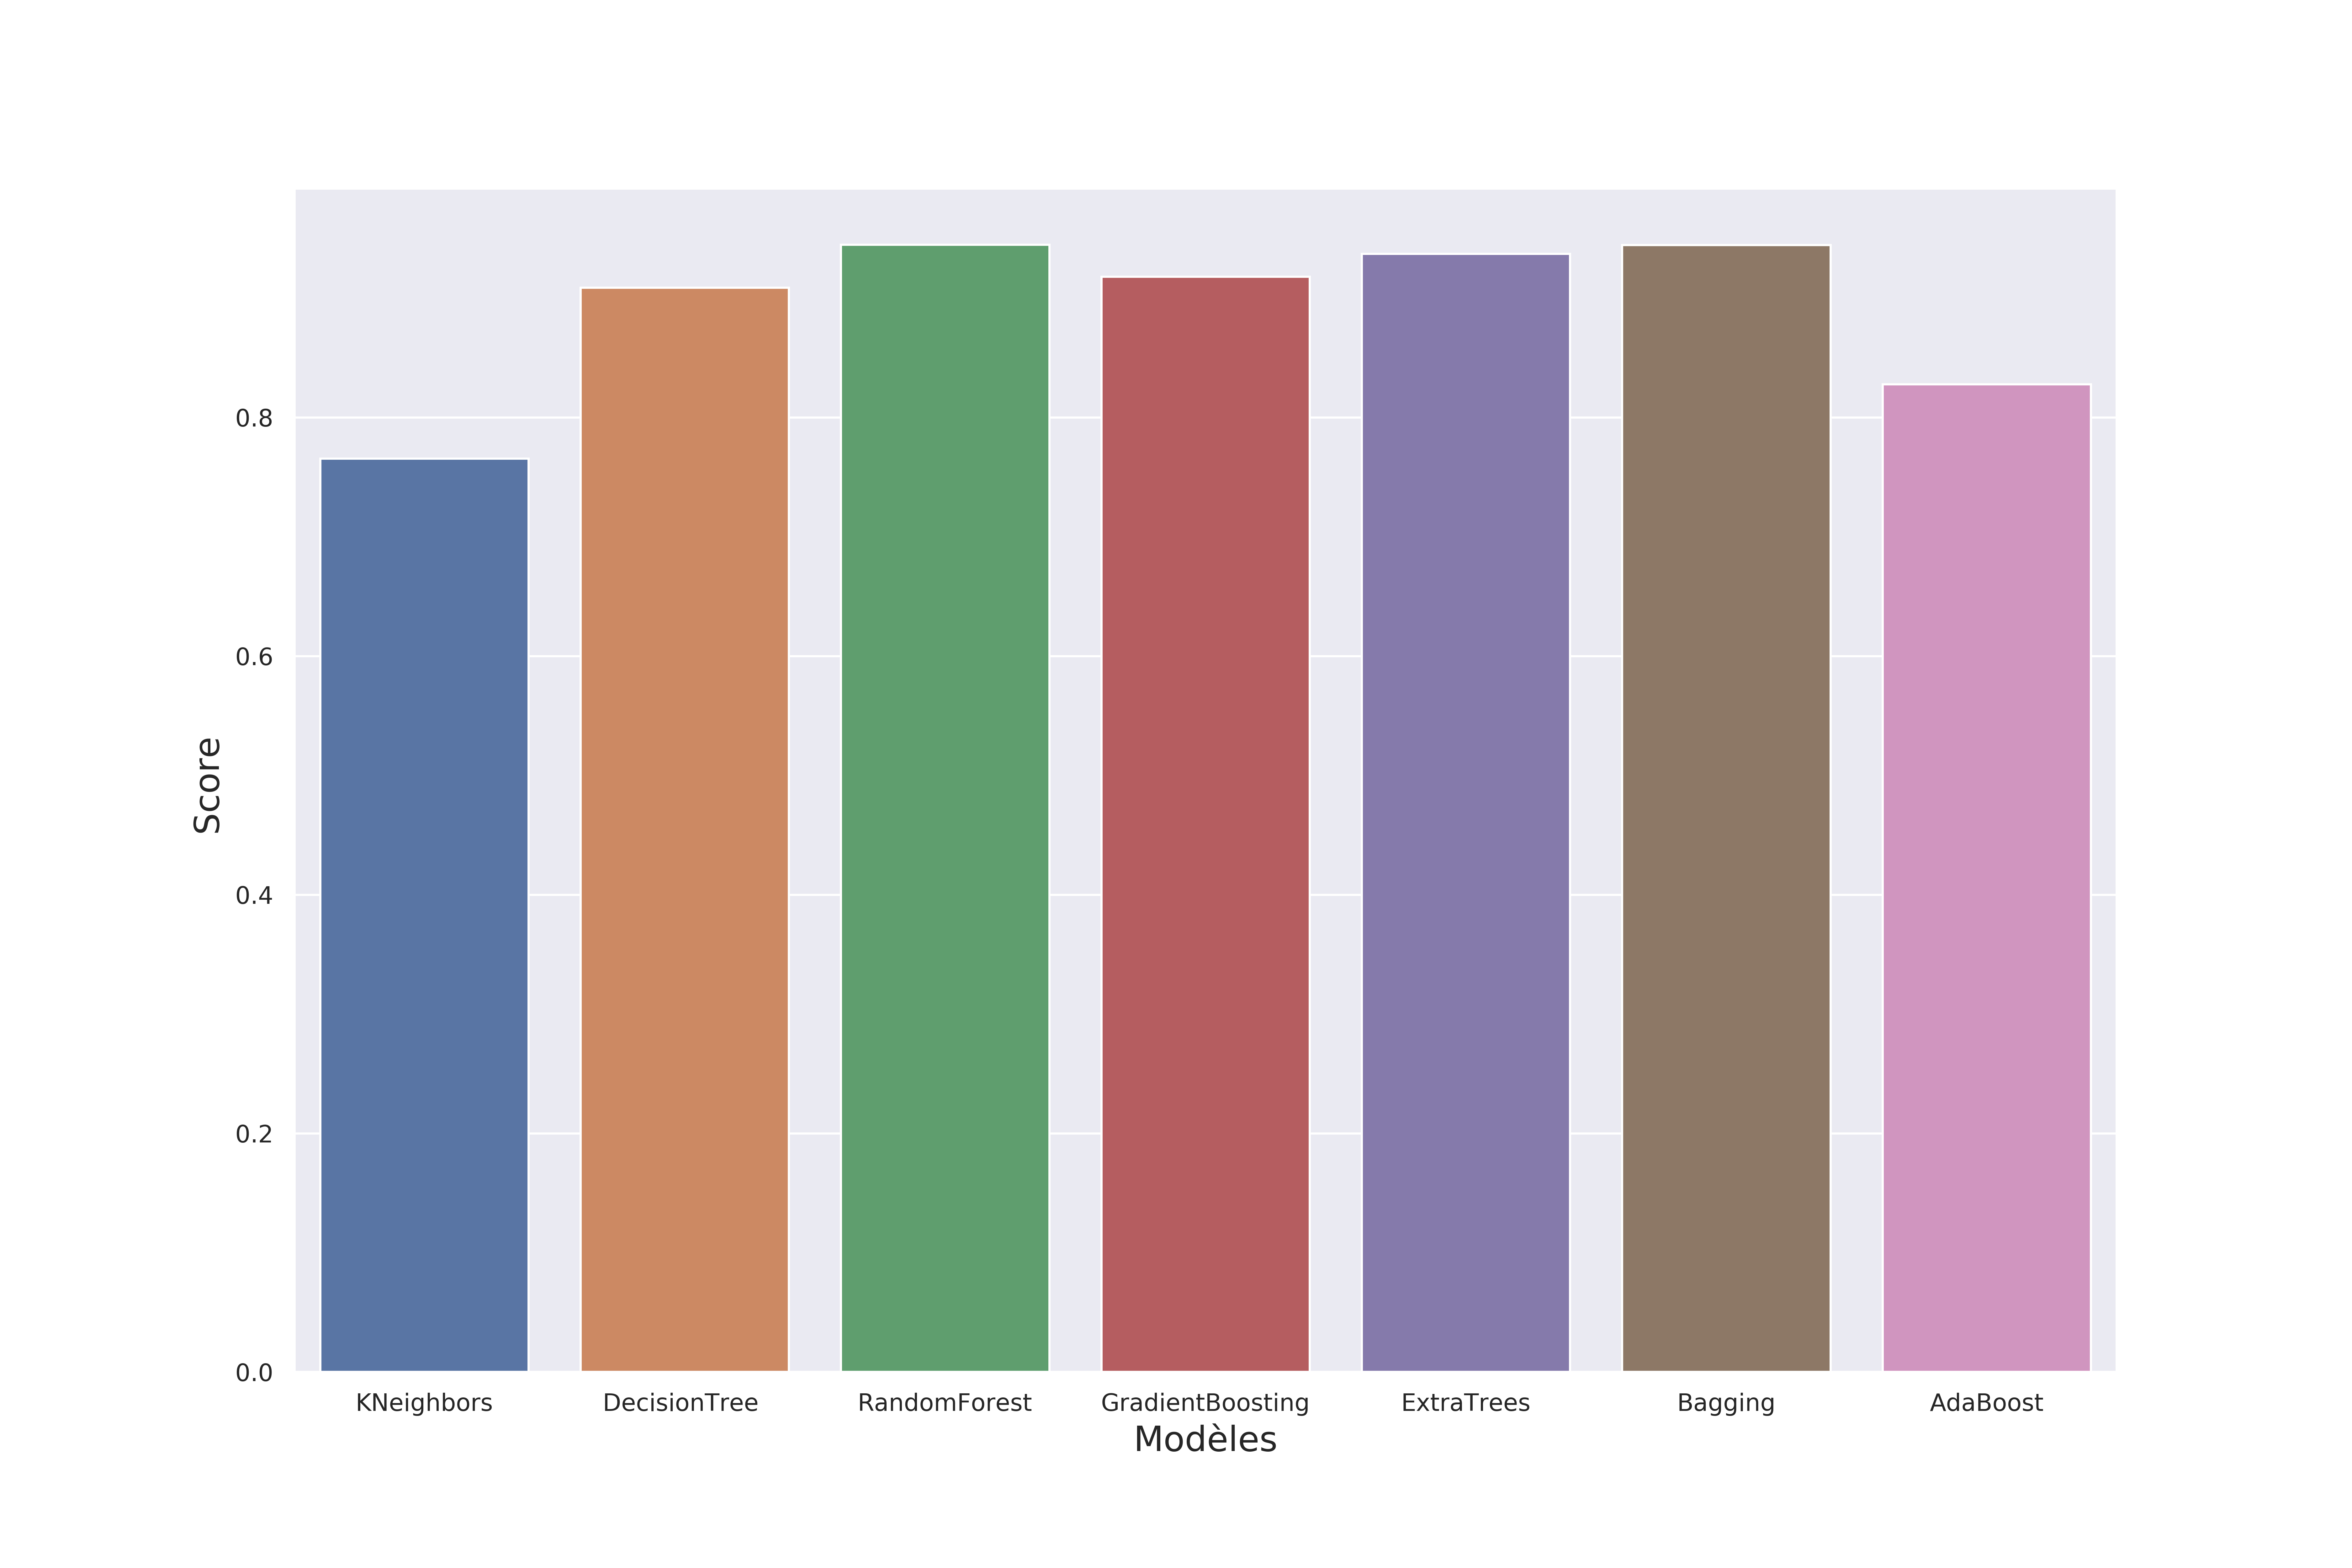 0.8
0.6
0.4
0.2
0.0
Score
KNeighbors
DecisionTree
RandomForest
GradientBoosting
ExtraTrees
Bagging
AdaBoost
Modèles